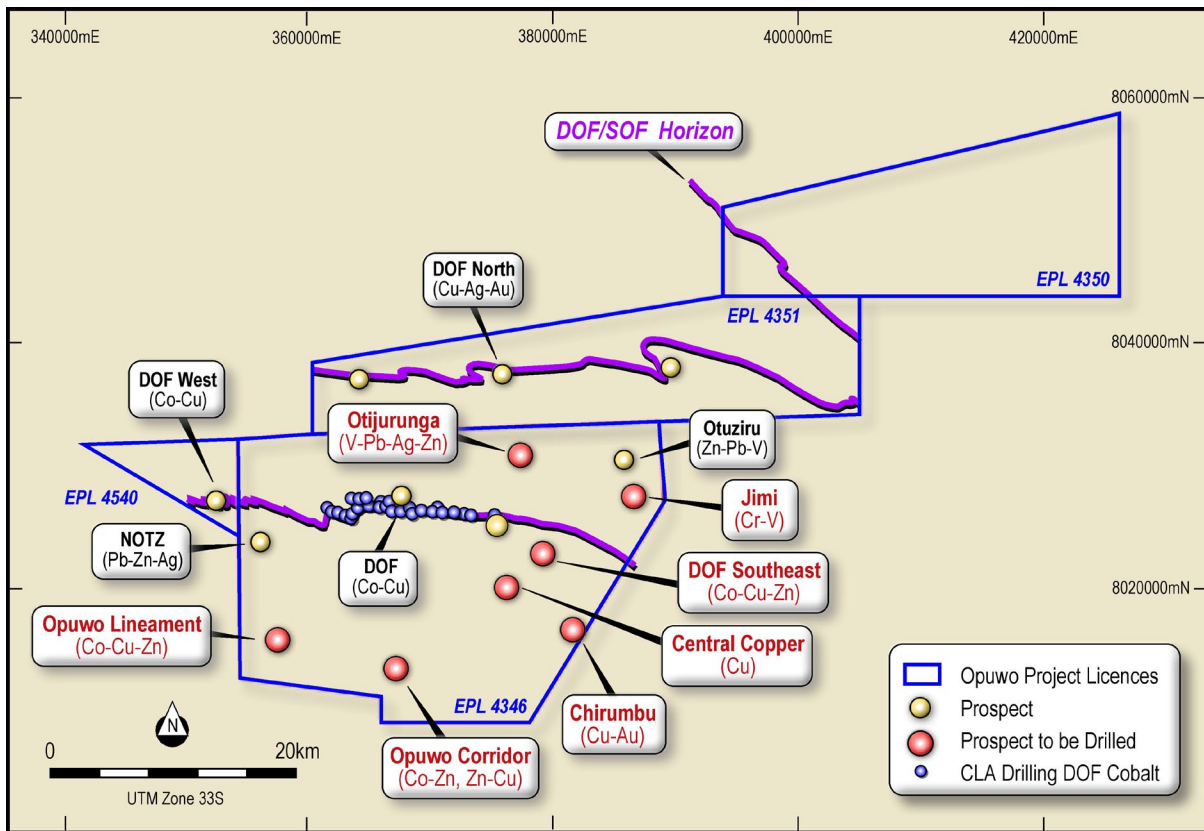 340000mE
360000mE
380000mE
400000mE
420000mE
8060000mN
DOF/SOF Horizon
DOF North
(Cu-Ag-Au)
EPL 4350
EPL 4351
8040000mN
DOF West
(Co-Cu)
Otijurunga
(V-Pb-Ag-Zn)
Otuziru
(Zn-Pb-V)
EPL 4540
Jimi
(Cr-V)
NOTZ
(Pb-Zn-Ag)
DOF
(Co-Cu)
DOF Southeast
(Co-Cu-Zn)
8020000mN
Opuwo Lineament
(Co-Cu-Zn)
Central Copper
(Cu)
EPL 4346
Chirumbu
(Cu-Au)
Opuwo Corridor
(Co-Zn, Zn-Cu)
N
0
20km
UTM Zone 33S
Opuwo Project Licences
Prospect
Prospect to be Drilled
CLA Drilling DOF Cobalt